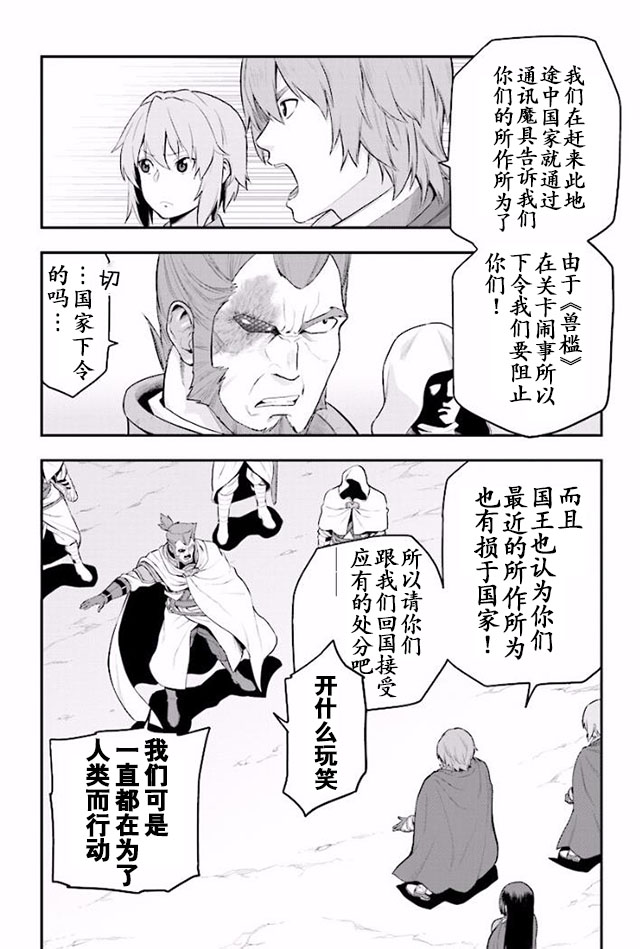 我们在赶来此地
途中国家就通过
通讯魔具告诉我们
你们的所作所为了
由于《兽槛》
在关卡闹事所以
下令我们要阻止
你们！
切
…国家下令
的吗…
而且
国王也认为你们
最近的所作所为
也有损于国家！
所以请你们
跟我们回国接受
应有的处分吧
——
开什么玩笑
我们可是
一直都在为了
人类而行动